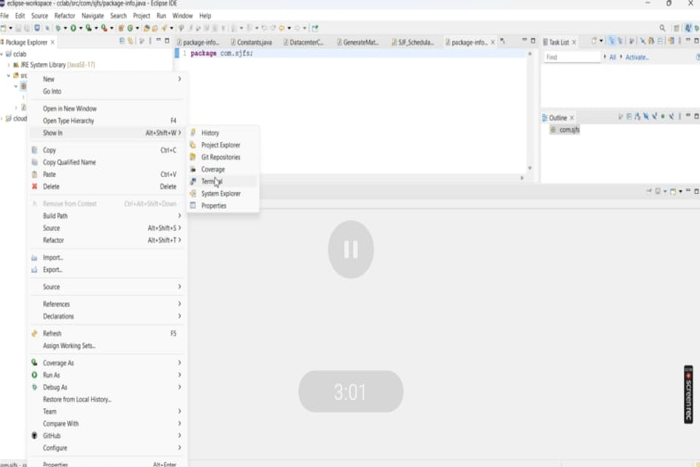 eclipse-workspace - cclab/src/com/sjfs/package-info.java - Eclipse IDE
File Edit Source Refactor Navigate Search Project Run Window Help
Package Explorer
package-info...
Constants.java
DatacenterC...
GenerateMat...
SJF_Schedula...
package-info...
Task List
cclab
JRE System Library [JavaSE-17]
src
cloud
1 package com.sjfs;
Find
All
Activate...
Outline
com.sjfs
New
Go Into
Open in New Window
Open Type Hierarchy F4
Show In Alt+Shift+W
Copy Ctrl+C
Copy Qualified Name
Paste Ctrl+V
Delete Delete
Remove from Context Ctrl+Alt+Shift+Down
Build Path
Source Alt+Shift+S
Refactor Alt+Shift+T
Import...
Export...
Source
References
Declarations
Refresh F5
Assign Working Sets...
Coverage As
Run As
Debug As
Restore from Local History...
Team
Compare With
GitHub
Configure
Properties Alt+Enter
History
Project Explorer
Git Repositories
Coverage
Terminal
System Explorer
Properties
3:01
screenrec